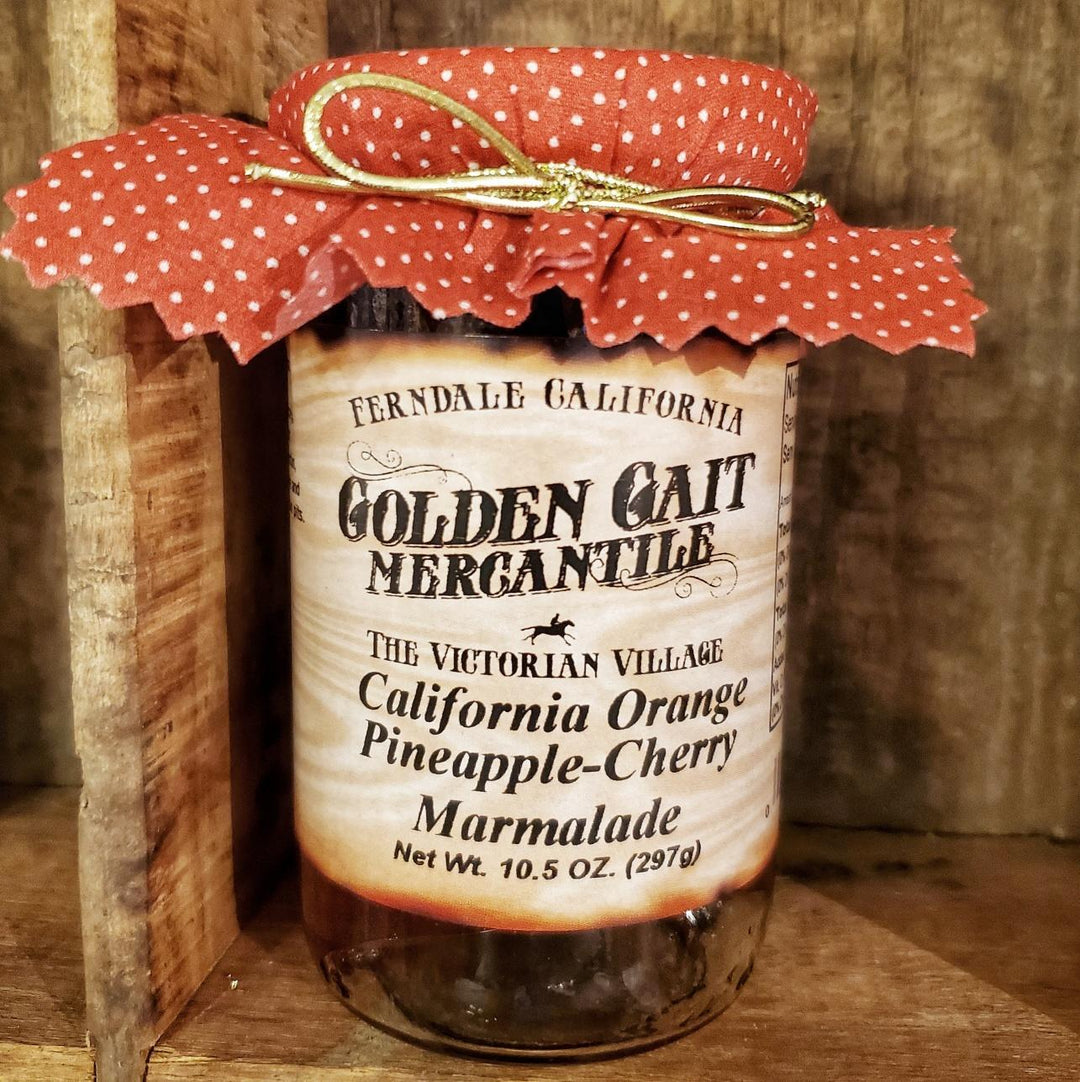 FERNDALE CALIFORNIA
GOLDEN GAIT
MERCANTILE
THE VICTORIAN VILLAGE
California Orange
Pineapple-Cherry
Marmalade
Net Wt. 10.5 OZ. (297g)